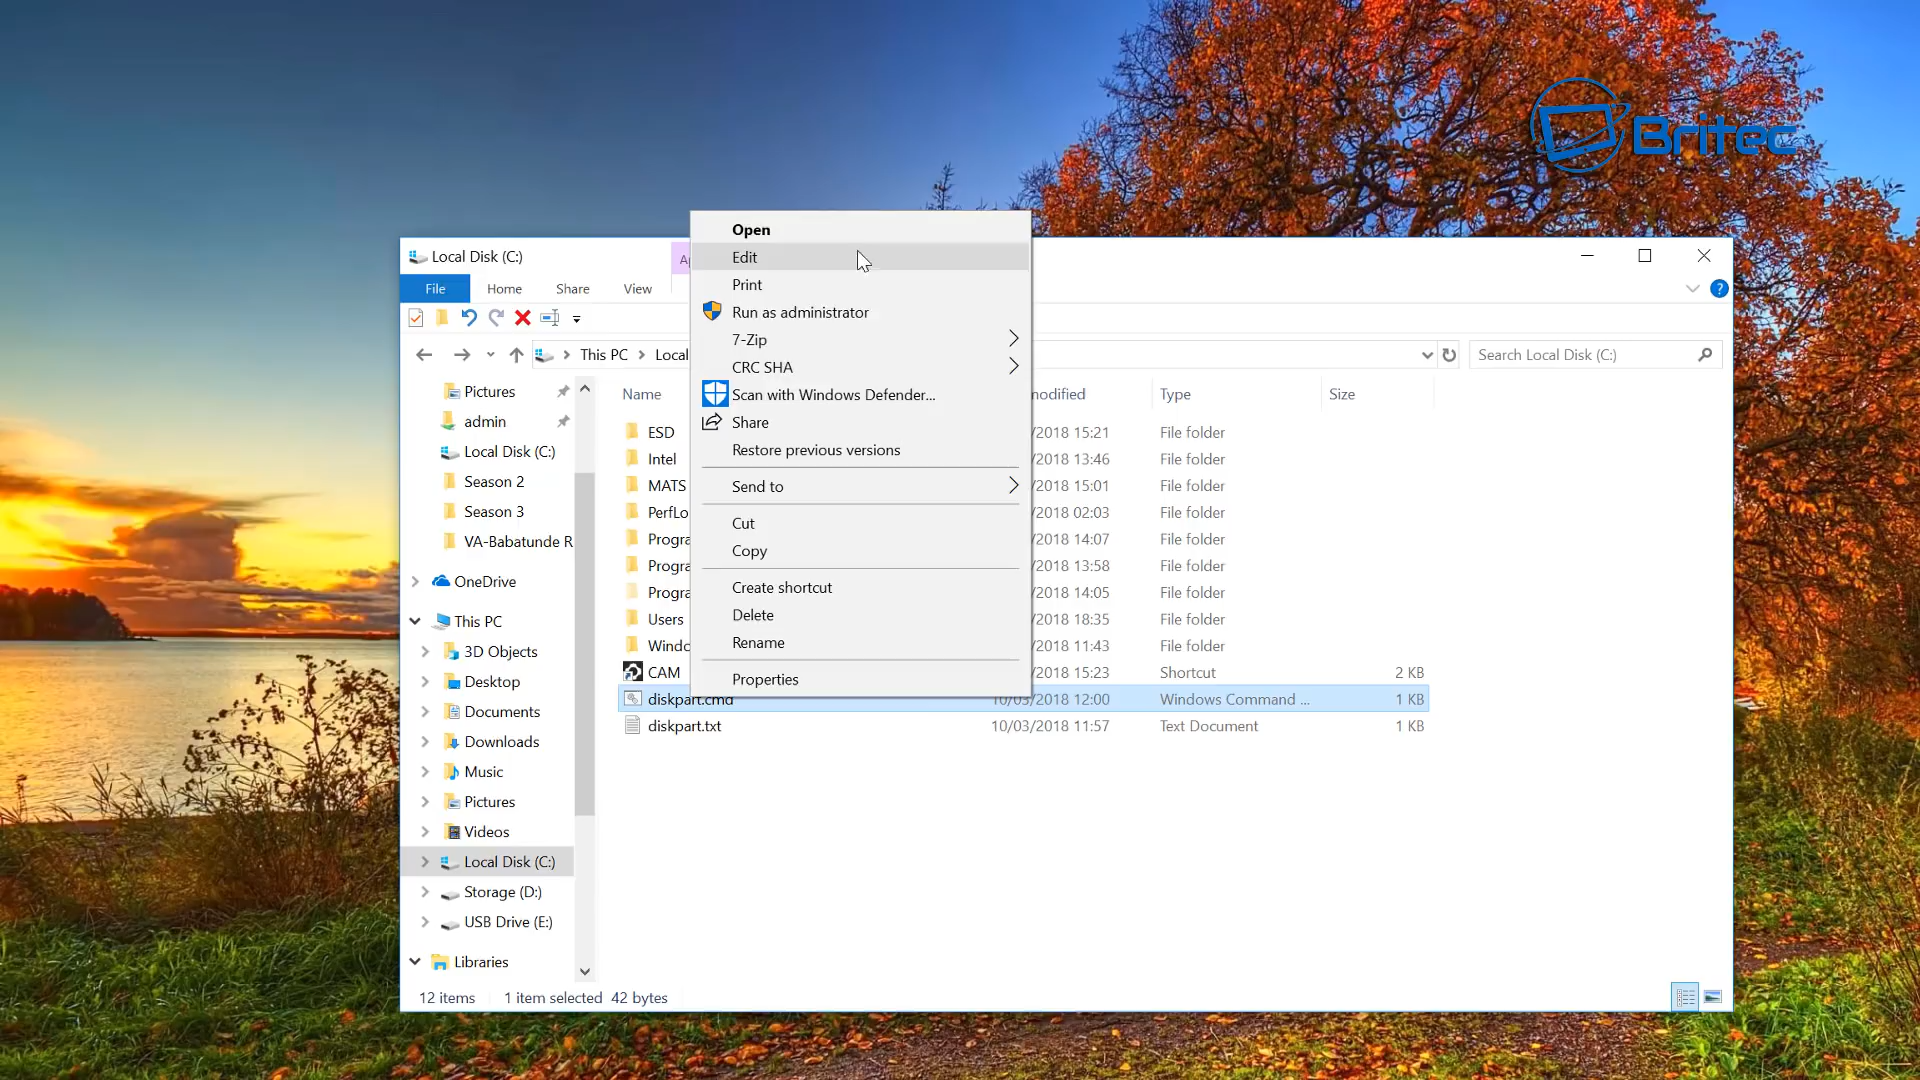 Britec
Local Disk (C:)
Ap
File
Home
Share
View
This PC
Local
Search Local Disk (C:)
Open
Edit
Print
Run as administrator
7-Zip
CRC SHA
Scan with Windows Defender...
Share
Restore previous versions
Send to
Cut
Copy
Create shortcut
Delete
Rename
Properties
Pictures
admin
Local Disk (C:)
Season 2
Season 3
VA-Babatunde R
OneDrive
This PC
3D Objects
Desktop
Documents
Downloads
Music
Pictures
Videos
Local Disk (C:)
Storage (D:)
USB Drive (E:)
Libraries
Name modified Type Size
ESD /2018 15:21 File folder
Intel /2018 13:46 File folder
MATS /2018 15:01 File folder
PerfLo /2018 02:03 File folder
Progra /2018 14:07 File folder
Progra /2018 13:58 File folder
Progra /2018 14:05 File folder
Users /2018 18:35 File folder
Windo /2018 11:43 File folder
CAM /2018 15:23 Shortcut 2 KB
diskpart.cmd 10/03/2018 12:00 Windows Command ... 1 KB
diskpart.txt 10/03/2018 11:57 Text Document 1 KB
12 items 1 item selected 42 bytes